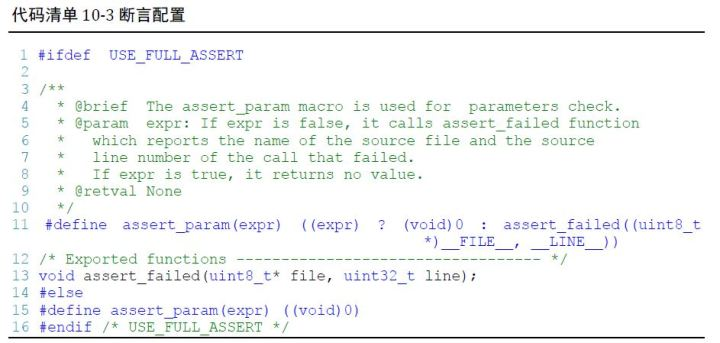 代码清单 10-3 断言配置
1 #ifdef  USE_FULL_ASSERT
2
3 /**
4   * @brief  The assert_param macro is used for  parameters check.
5   * @param  expr: If expr is false, it calls assert_failed function
6   *   which reports the name of the source file and the source
7   *   line number of the call that failed.
8   *   If expr is true, it returns no value.
9   * @retval None
10   */
11  #define  assert_param(expr)  ((expr)  ?  (void)0  :  assert_failed((uint8_t
*)__FILE__, __LINE__))
12 /* Exported functions ---------------------------------- */
13 void assert_failed(uint8_t* file, uint32_t line);
14 #else
15 #define assert_param(expr) ((void)0)
16 #endif /* USE_FULL_ASSERT */